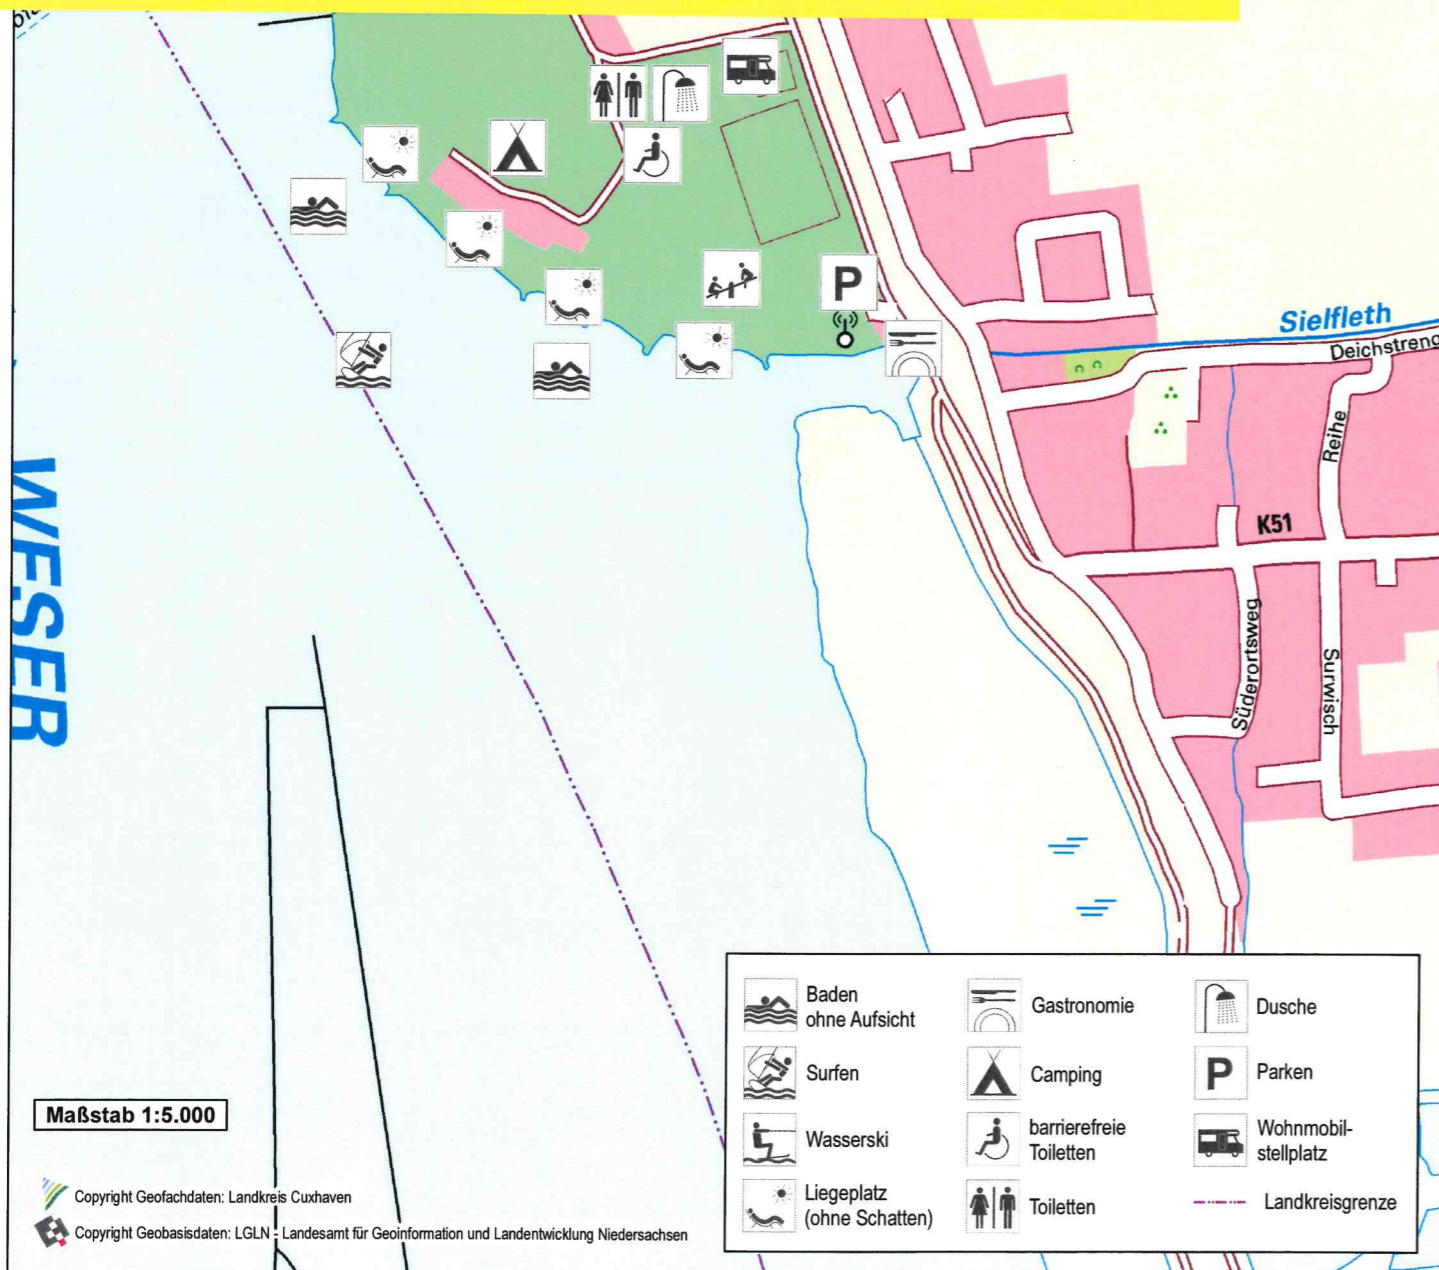 P
Sielfleth
Deichstreng
Reihe
K51
WESER
Süderortsweg
Surwisch
Baden
ohne Aufsicht
Surfen
Wasserski
Liegeplatz
(ohne Schatten)
Gastronomie
Camping
barrierefreie
Toiletten
Toiletten
Dusche
P
Parken
Wohnmobil-
stellplatz
Landkreisgrenze
Maßstab 1:5.000
Copyright Geofachdaten: Landkreis Cuxhaven
Copyright Geobasisdaten: LGLN - Landesamt für Geoinformation und Landentwicklung Niedersachsen